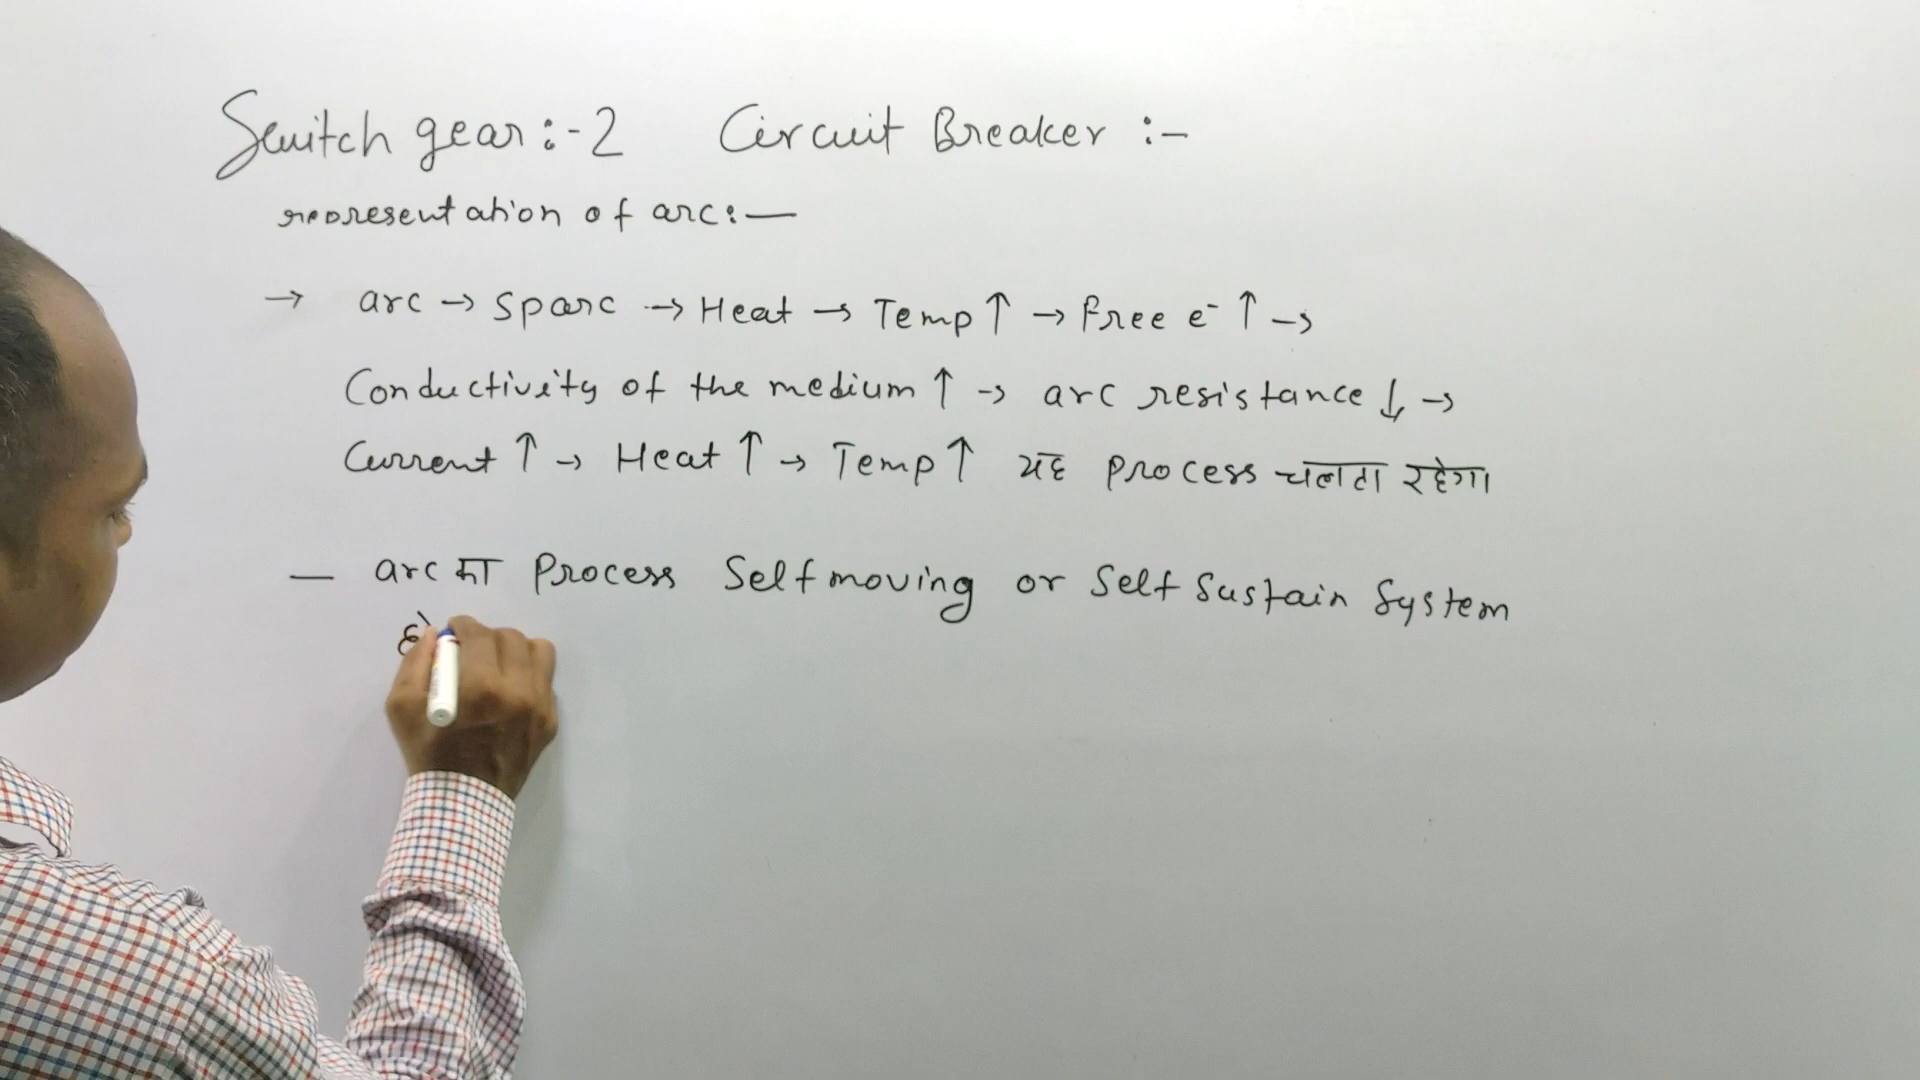 Switch gear:-2 Circuit Breaker :-
representation of arc:—
→ arc → Sparc → Heat → Temp ↑ → free e⁻ ↑ →
Conductivity of the medium ↑ → arc resistance ↓ →
Current ↑ → Heat ↑ → Temp ↑ यह Process चलता रहेगा
— arc का Process Self moving or Self Sustain System
है